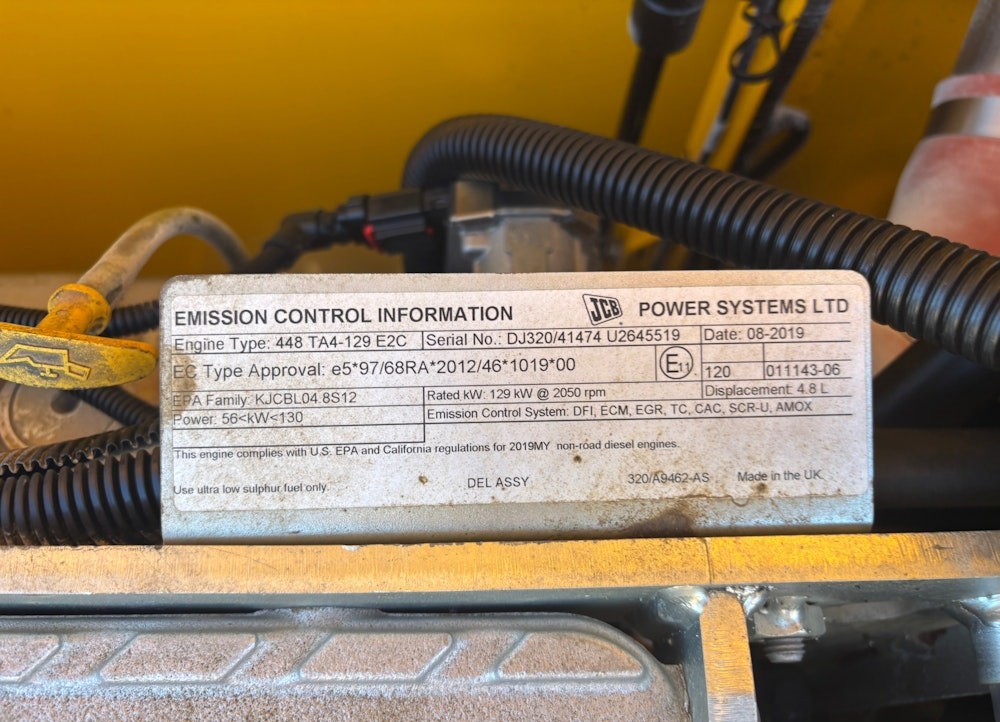 EMISSION CONTROL INFORMATION JCB POWER SYSTEMS LTD
Engine Type: 448 TA4-129 E2C Serial No.: DJ320/41474 U2645519 Date: 08-2019
EC Type Approval: e5*97/68RA*2012/46*1019*00 E11 120 011143-06
EPA Family: KJCBL04.8S12 Rated kW: 129 kW @ 2050 rpm Displacement: 4.8 L
Power: 56<kW<130 Emission Control System: DFI, ECM, EGR, TC, CAC, SCR-U, AMOX
This engine complies with U.S. EPA and California regulations for 2019MY non-road diesel engines.
Use ultra low sulphur fuel only. DEL ASSY 320/A9462-AS Made in the UK.